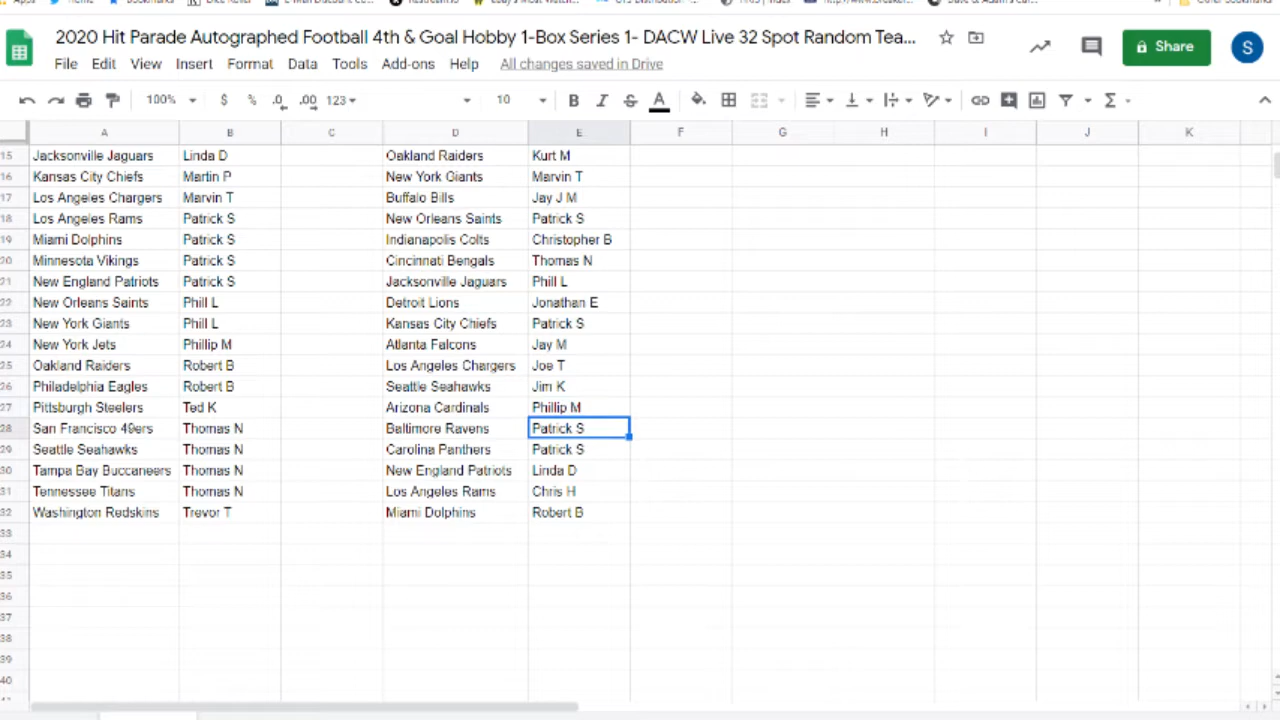 2020 Hit Parade Autographed Football 4th & Goal Hobby 1-Box Series 1- DACW Live 32 Spot Random Tea...
Share
S
File Edit View Insert Format Data Tools Add-ons Help All changes saved in Drive
100% $ % .0 .00 123 10 B I S A
A B C D E F G H I J K
15 Jacksonville Jaguars Linda D Oakland Raiders Kurt M
16 Kansas City Chiefs Martin P New York Giants Marvin T
17 Los Angeles Chargers Marvin T Buffalo Bills Jay J M
18 Los Angeles Rams Patrick S New Orleans Saints Patrick S
19 Miami Dolphins Patrick S Indianapolis Colts Christopher B
20 Minnesota Vikings Patrick S Cincinnati Bengals Thomas N
21 New England Patriots Patrick S Jacksonville Jaguars Phill L
22 New Orleans Saints Phill L Detroit Lions Jonathan E
23 New York Giants Phill L Kansas City Chiefs Patrick S
24 New York Jets Phillip M Atlanta Falcons Jay M
25 Oakland Raiders Robert B Los Angeles Chargers Joe T
26 Philadelphia Eagles Robert B Seattle Seahawks Jim K
27 Pittsburgh Steelers Ted K Arizona Cardinals Phillip M
28 San Francisco 49ers Thomas N Baltimore Ravens Patrick S
29 Seattle Seahawks Thomas N Carolina Panthers Patrick S
30 Tampa Bay Buccaneers Thomas N New England Patriots Linda D
31 Tennessee Titans Thomas N Los Angeles Rams Chris H
32 Washington Redskins Trevor T Miami Dolphins Robert B
33
34
35
36
37
38
39
40